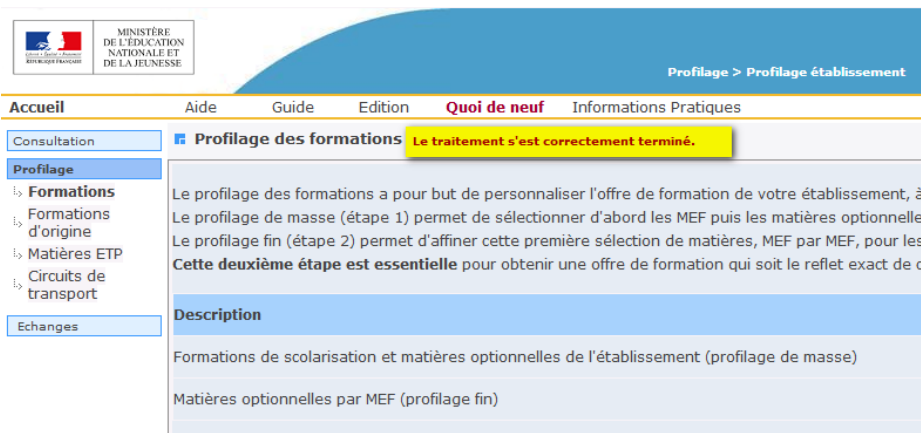 MINISTÈRE
DE L'ÉDUCATION
NATIONALE ET
DE LA JEUNESSE
Profilage > Profilage établissement
Accueil Aide Guide Edition Quoi de neuf Informations Pratiques
Consultation
Profilage des formations
Le traitement s'est correctement terminé.
Profilage
Formations
Formations
d'origine
Matières ETP
Circuits de
transport
Echanges
Le profilage des formations a pour but de personnaliser l'offre de formation de votre établissement, à
Le profilage de masse (étape 1) permet de sélectionner d'abord les MEF puis les matières optionnelle
Le profilage fin (étape 2) permet d'affiner cette première sélection de matières, MEF par MEF, pour les
Cette deuxième étape est essentielle pour obtenir une offre de formation qui soit le reflet exact de
Description
Formations de scolarisation et matières optionnelles de l'établissement (profilage de masse)
Matières optionnelles par MEF (profilage fin)